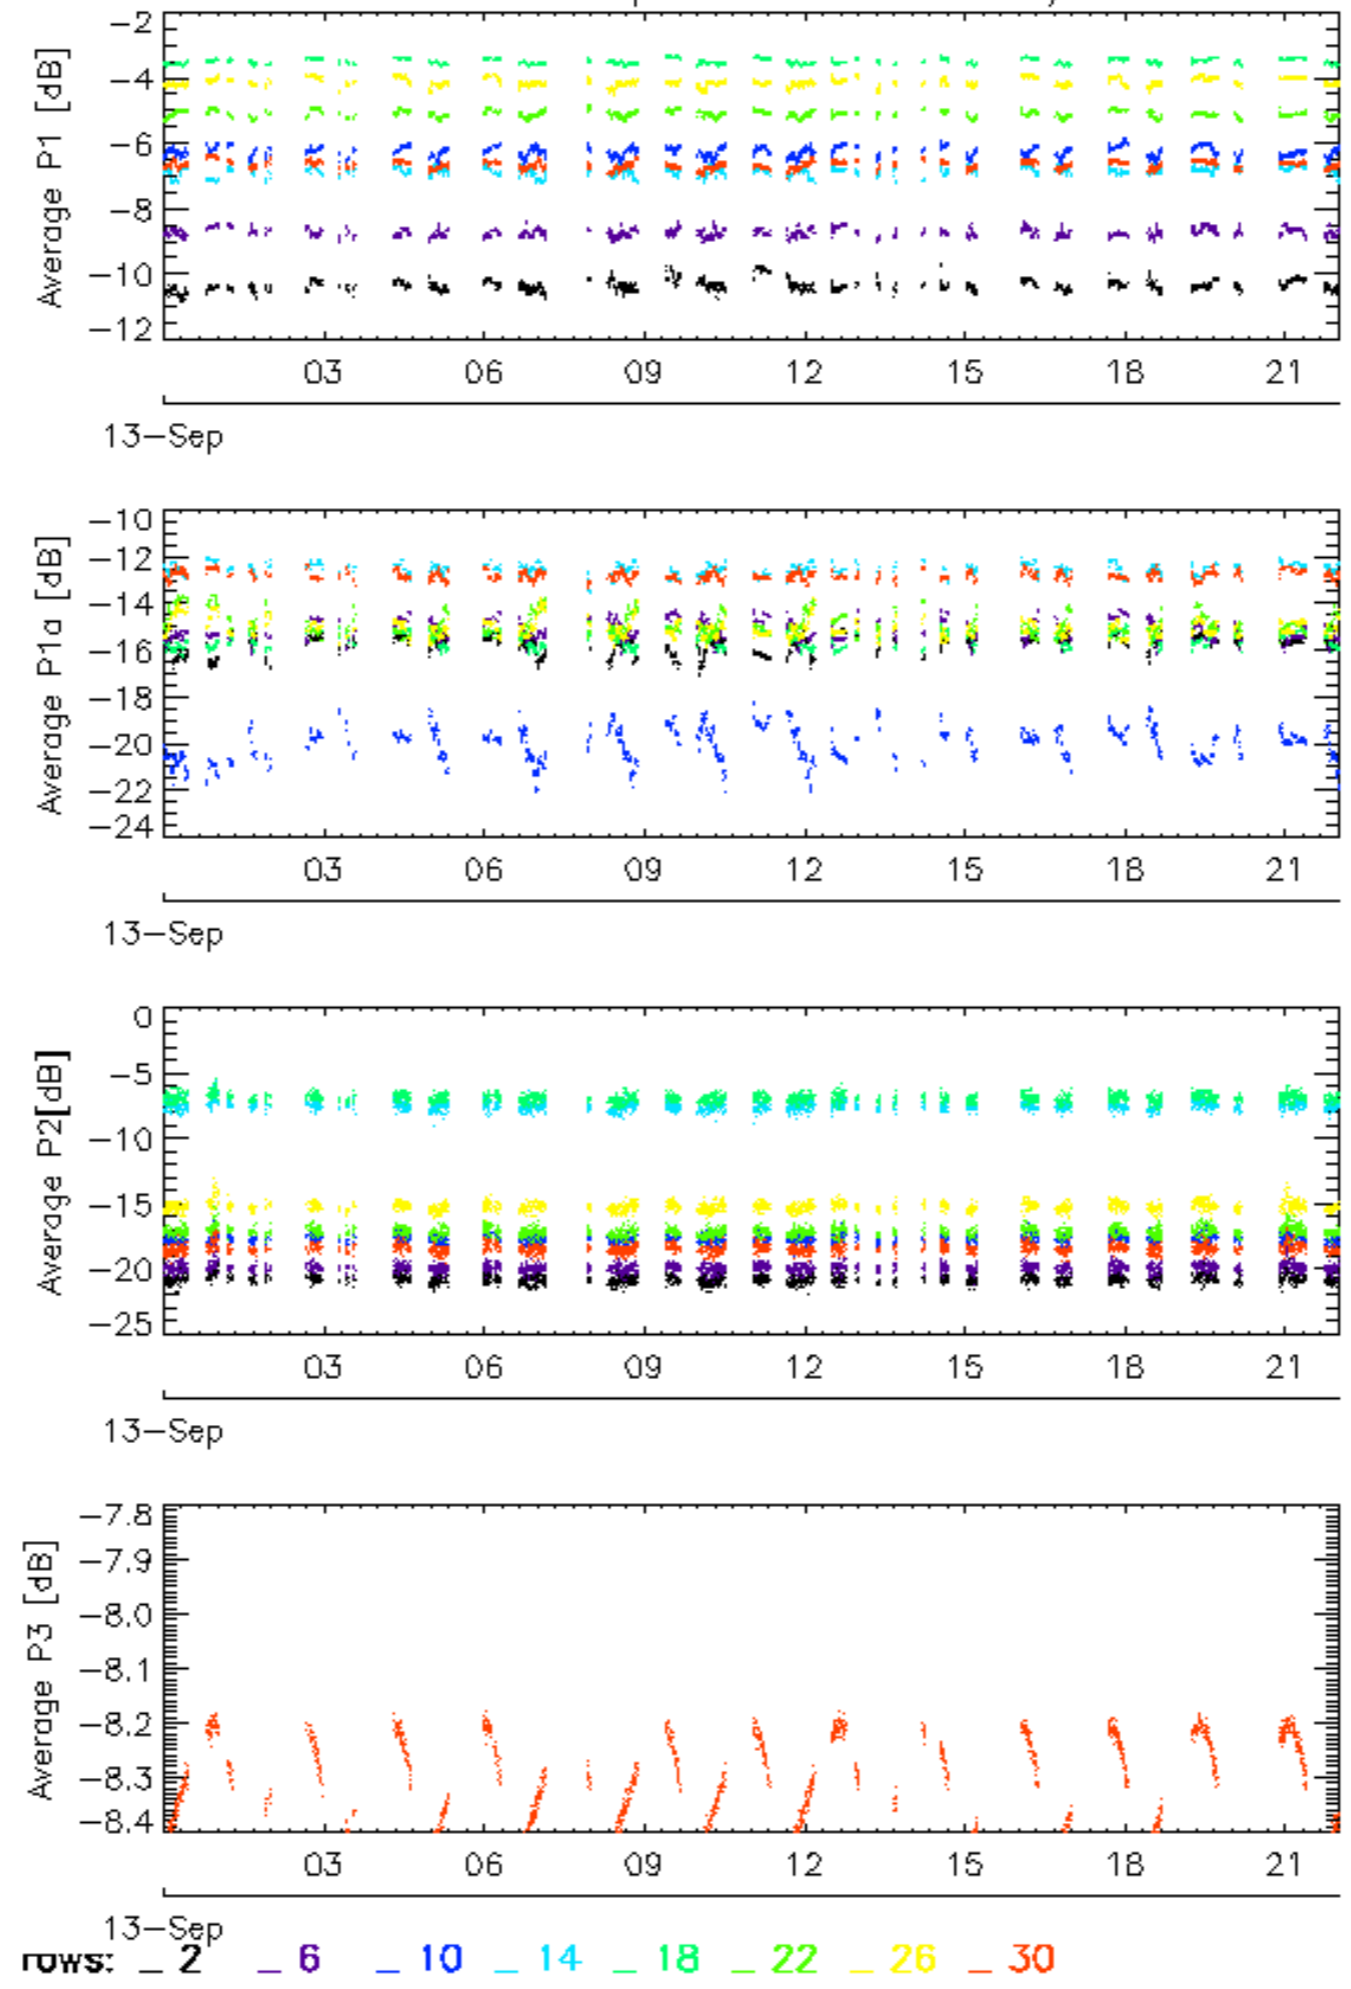 Average P1 [dB]
−2
−4
−6
−8
−10
−12
03 06 09 12 15 18 21
13−Sep
Average P1a [dB]
−10
−12
−14
−16
−18
−20
−22
−24
03 06 09 12 15 18 21
13−Sep
Average P2[dB]
0
−5
−10
−15
−20
−25
03 06 09 12 15 18 21
13−Sep
Average P3 [dB]
−7.8
−7.9
−8.0
−8.1
−8.2
−8.3
−8.4
03 06 09 12 15 18 21
13−Sep
rows: _ 2 _ 6 _ 10 _ 14 _ 18 _ 22 _ 26 _ 30